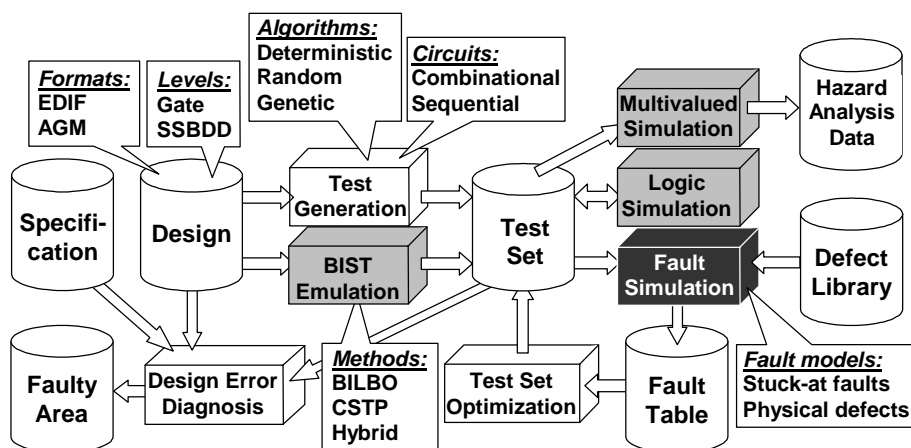 Formats:
EDIF
AGM
Levels:
Gate
SSBDD
Algorithms:
Deterministic
Random
Genetic
Circuits:
Combinational
Sequential
Multivalued
Simulation
Hazard
Analysis
Data
Specifi-
cation
Design
Test
Generation
Test
Set
Logic
Simulation
BIST
Emulation
Fault
Simulation
Defect
Library
Faulty
Area
Design Error
Diagnosis
Methods:
BILBO
CSTP
Hybrid
Test Set
Optimization
Fault
Table
Fault models:
Stuck-at faults
Physical defects